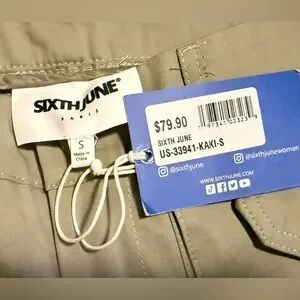 SIXTHJUNE®
PARIS
S
Made in
China
$79.90
SIXTH JUNE
US-33941-KAKI-S
@sixthjune
@sixthjunewoman
WWW.SIXTHJUNE.COM